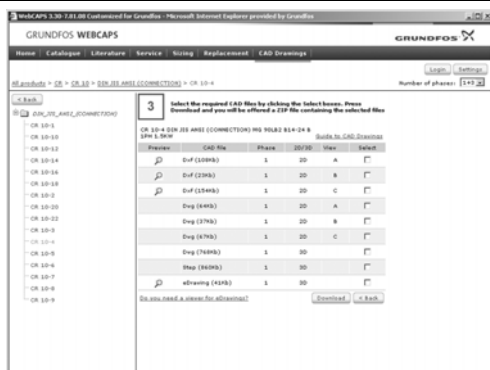 WebCAPS 3.30-7.01.08 Customized for Grundfos - Microsoft Internet Explorer provided by Grundfos
GRUNDFOS WEBCAPS
GRUNDFOS
Home Catalogue Literature Service Sizing Replacement CAD Drawings
Login Settings
All products > CR > CR 10 > DIN JIS ANSI (CONNECTION) > CR 10-4
Number of phases:
< Back
DIN_JIS_ANSI_(CONNECTION)
CR 10-1
CR 10-10
CR 10-12
CR 10-14
CR 10-16
CR 10-18
CR 10-2
CR 10-20
CR 10-22
CR 10-3
CR 10-4
CR 10-5
CR 10-6
CR 10-7
CR 10-8
CR 10-9
3
Select the required CAD files by clicking the Select boxes. Press
Download and you will be offered a ZIP file containing the selected files
CR 10-4 DIN JIS ANSI (CONNECTION) MG 90LB2 B14-24 B
1PH 1.5KW
Guide to CAD Drawings
Preview CAD file Phase 2D/3D View Select
Dxf (108Kb) 1 2D A
Dxf (23Kb) 1 2D B
Dxf (154Kb) 1 2D C
Dwg (64Kb) 1 2D A
Dwg (37Kb) 1 2D B
Dwg (67Kb) 1 2D C
Dwg (768Kb) 1 3D
Step (860Kb) 1 3D
eDrawing (41Kb) 1 3D
Do you need a viewer for eDrawings?
Download < Back